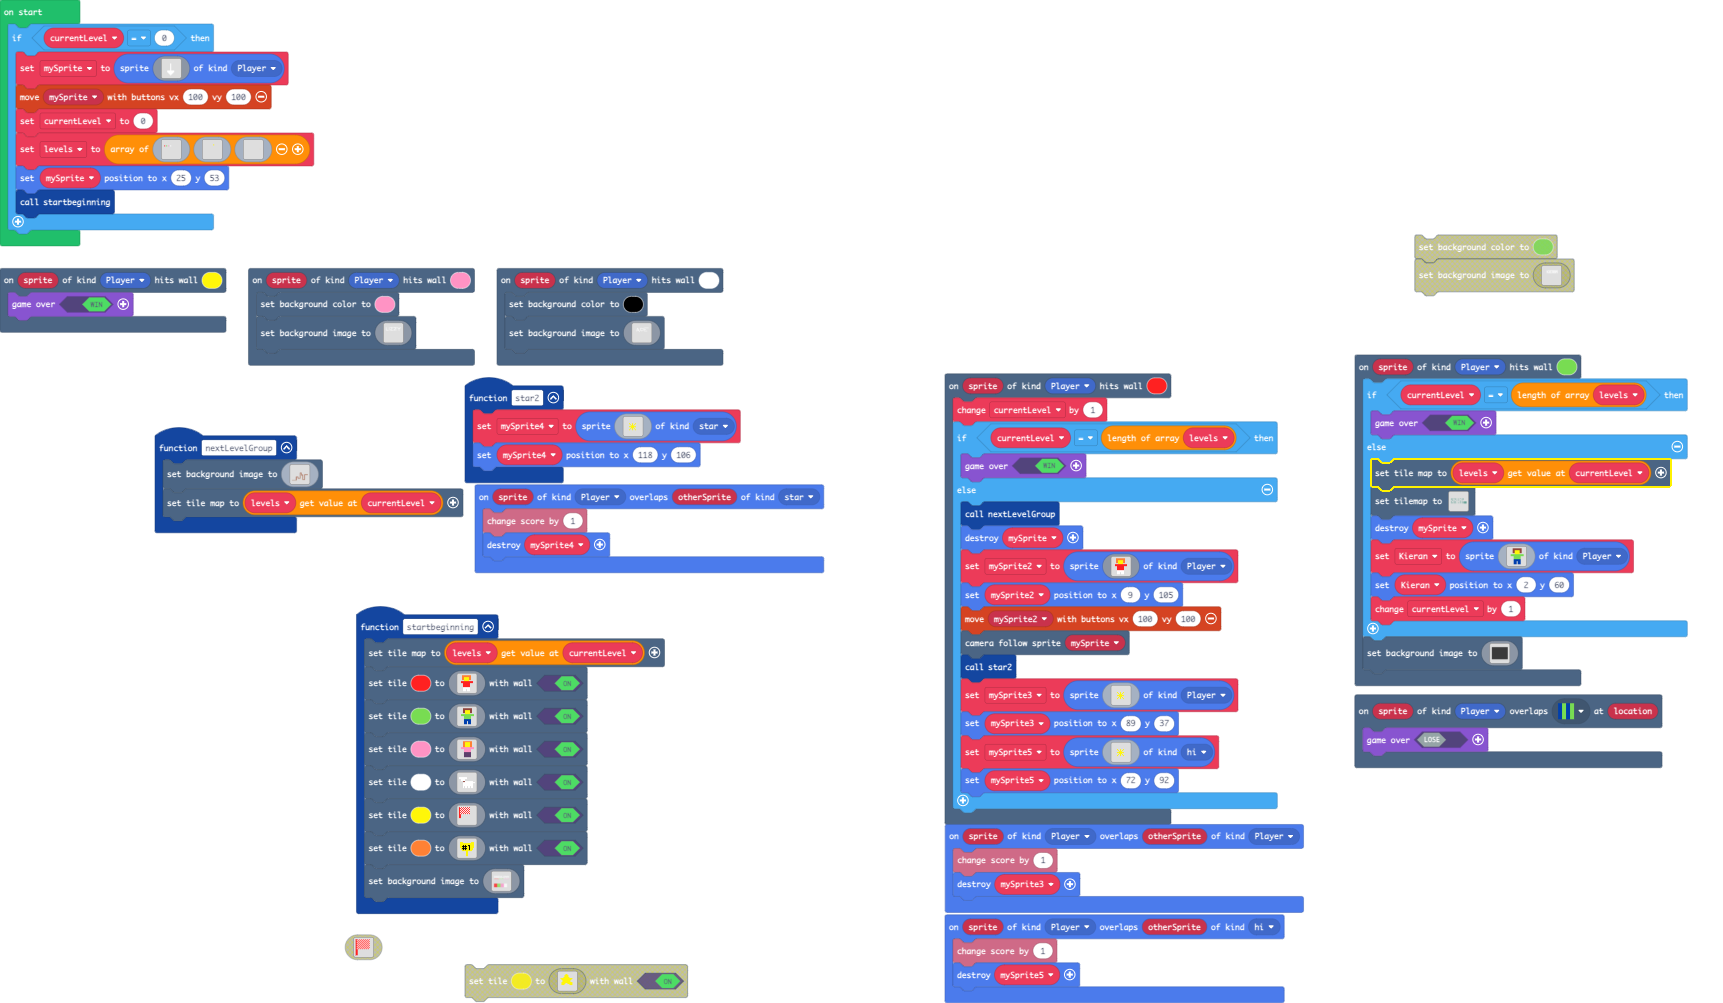 on start
if currentLevel = 0 then
set mySprite to sprite of kind Player
move mySprite with buttons vx 100 vy 100
set currentLevel to 0
set levels to array of
set mySprite position to x 25 y 53
call startbeginning
on sprite of kind Player hits wall
game over WIN
on sprite of kind Player hits wall
set background color to
set background image to
on sprite of kind Player hits wall
set background color to
set background image to
function nextLevelGroup
set background image to
set tile map to levels get value at currentLevel
function star2
set mySprite4 to sprite of kind star
set mySprite4 position to x 118 y 106
on sprite of kind Player overlaps otherSprite of kind star
change score by 1
destroy mySprite4
function startbeginning
set tile map to levels get value at currentLevel
set tile to with wall ON
set tile to with wall ON
set tile to with wall ON
set tile to with wall ON
set tile to with wall ON
set tile to #1 with wall ON
set background image to
set tile to with wall ON
on sprite of kind Player hits wall
change currentLevel by 1
if currentLevel = length of array levels then
game over WIN
else
call nextLevelGroup
destroy mySprite
set mySprite2 to sprite of kind Player
set mySprite2 position to x 9 y 105
move mySprite2 with buttons vx 100 vy 100
camera follow sprite mySprite
call star2
set mySprite3 to sprite of kind Player
set mySprite3 position to x 89 y 37
set mySprite5 to sprite of kind hi
set mySprite5 position to x 72 y 92
on sprite of kind Player overlaps otherSprite of kind Player
change score by 1
destroy mySprite3
on sprite of kind Player overlaps otherSprite of kind hi
change score by 1
destroy mySprite5
set background color to
set background image to
on sprite of kind Player hits wall
if currentLevel = length of array levels then
game over WIN
else
set tile map to levels get value at currentLevel
set tilemap to
destroy mySprite
set Kieran to sprite of kind Player
set Kieran position to x 2 y 60
change currentLevel by 1
set background image to
on sprite of kind Player overlaps at location
game over LOSE